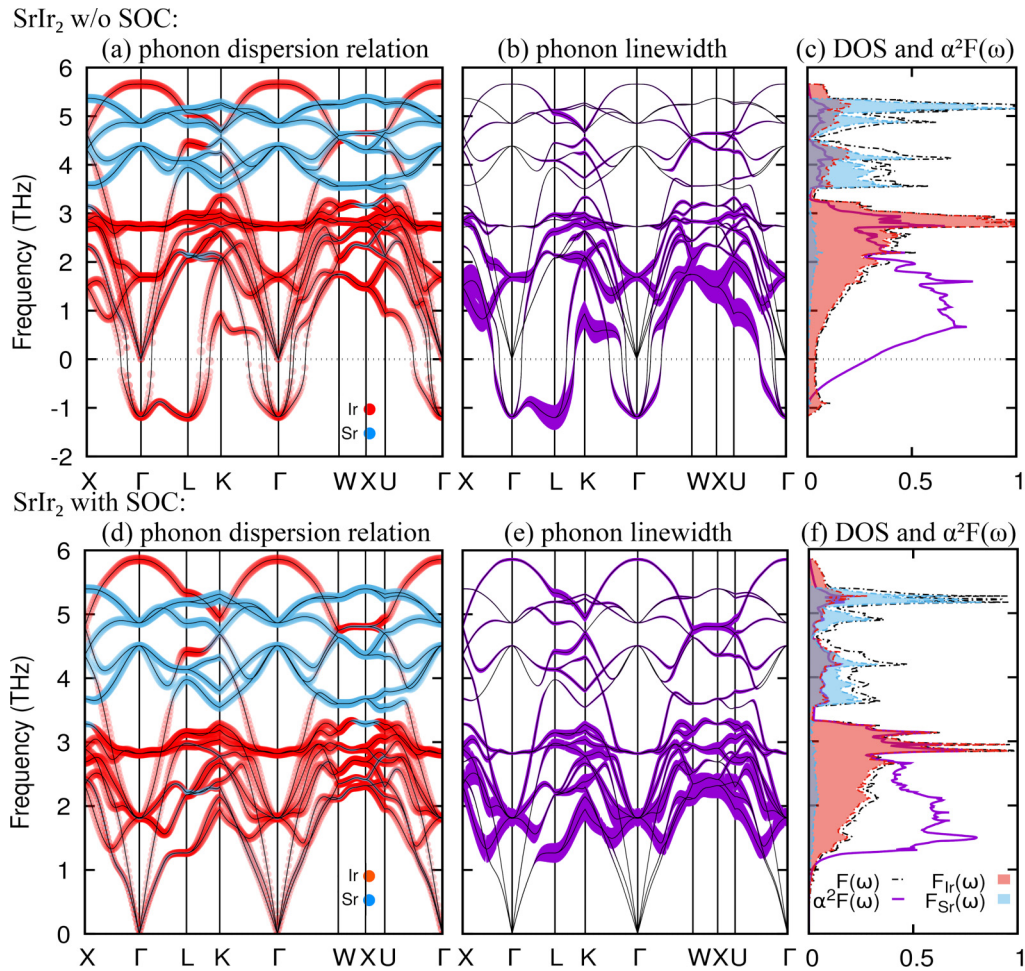 SrIr₂ w/o SOC:
(a) phonon dispersion relation
(b) phonon linewidth
(c) DOS and α²F(ω)
Frequency (THz)
6
5
4
3
2
1
0
-1
-2
Ir
Sr
X Γ L K Γ W X U Γ
X Γ L K Γ W X U Γ
0 0.5 1
SrIr₂ with SOC:
(d) phonon dispersion relation
(e) phonon linewidth
(f) DOS and α²F(ω)
Frequency (THz)
6
5
4
3
2
1
0
Ir
Sr
F(ω) F_Ir(ω)
α²F(ω) F_Sr(ω)
X Γ L K Γ W X U Γ
X Γ L K Γ W X U Γ
0 0.5 1